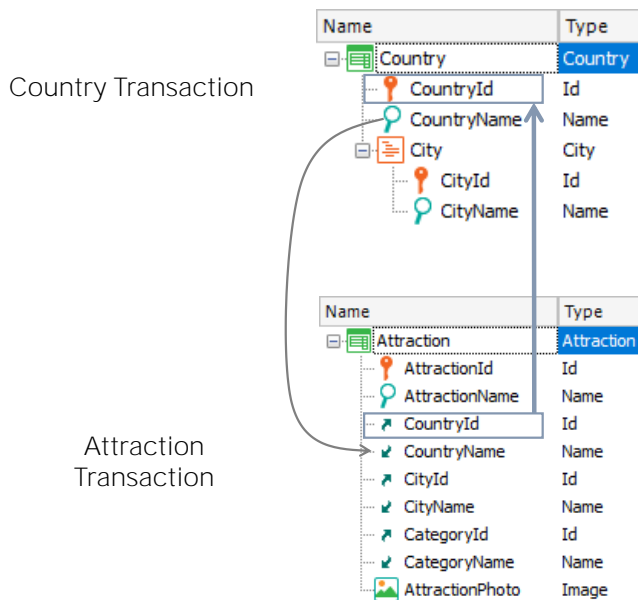 Name Type
Country Country
Country Transaction
CountryId Id
CountryName Name
City City
CityId Id
CityName Name
Name Type
Attraction Attraction
AttractionId Id
AttractionName Name
CountryId Id
CountryName Name
Attraction
Transaction
CityId Id
CityName Name
CategoryId Id
CategoryName Name
AttractionPhoto Image